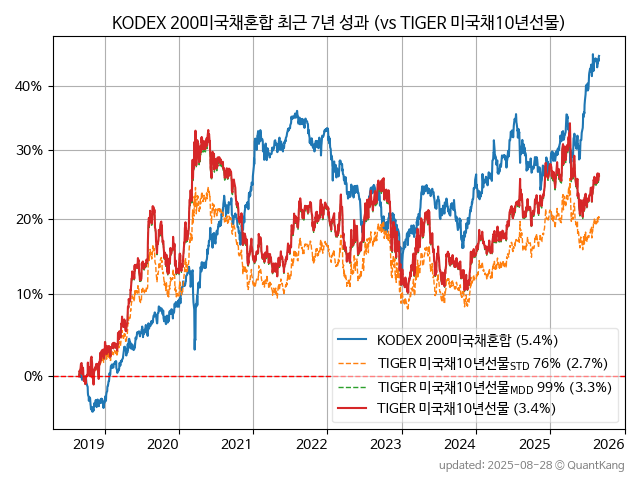 KODEX 200미국채혼합 최근 7년 성과 (vs TIGER 미국채10년선물)
40%
30%
20%
10%
0%
KODEX 200미국채혼합 (5.4%)
TIGER 미국채10년선물STD 76% (2.7%)
TIGER 미국채10년선물MDD 99% (3.3%)
TIGER 미국채10년선물 (3.4%)
2019 2020 2021 2022 2023 2024 2025 2026
updated: 2025-08-28 © QuantKang